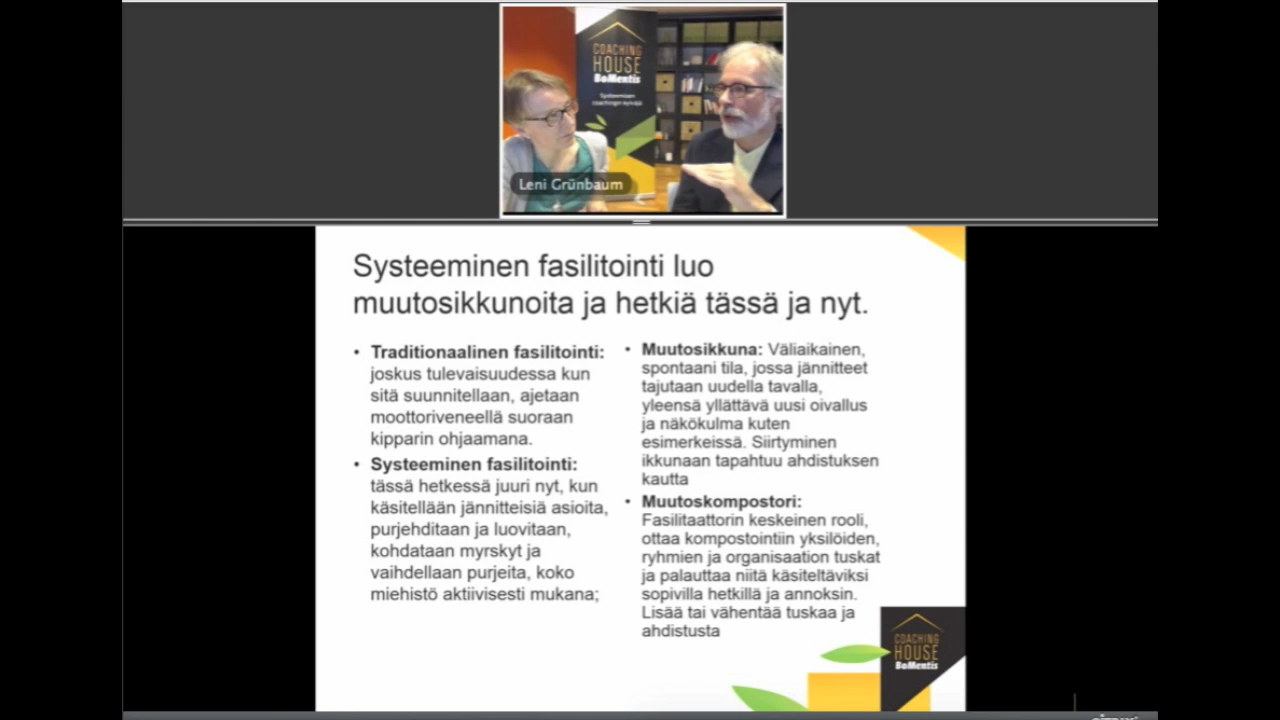 COACHING
HOUSE
BoMentis
Systeemisen
coachingin kyvyjä
Leni Grünbaum
Systeeminen fasilitointi luo
muutosikkunoita ja hetkiä tässä ja nyt.
• Traditionaalinen fasilitointi:
joskus tulevaisuudessa kun
sitä suunnitellaan, ajetaan
moottoriveneellä suoraan
kipparin ohjaamana.
• Systeeminen fasilitointi:
tässä hetkessä juuri nyt, kun
käsitellään jännitteisiä asioita,
purjehditaan ja luovitaan,
kohdataan myrskyt ja
vaihdellaan purjeita, koko
miehistö aktiivisesti mukana;
• Muutosikkuna: Väliaikainen,
spontaani tila, jossa jännitteet
tajutaan uudella tavalla,
yleensä yllättävä uusi oivallus
ja näkökulma kuten
esimerkeissä. Siirtyminen
ikkunaan tapahtuu ahdistuksen
kautta
• Muutoskompostori:
Fasilitaattorin keskeinen rooli,
ottaa kompostointiin yksilöiden,
ryhmien ja organisaation tuskat
ja palauttaa niitä käsiteltäviksi
sopivilla hetkillä ja annoksin.
Lisää tai vähentää tuskaa ja
ahdistusta
COACHING
HOUSE
BoMentis